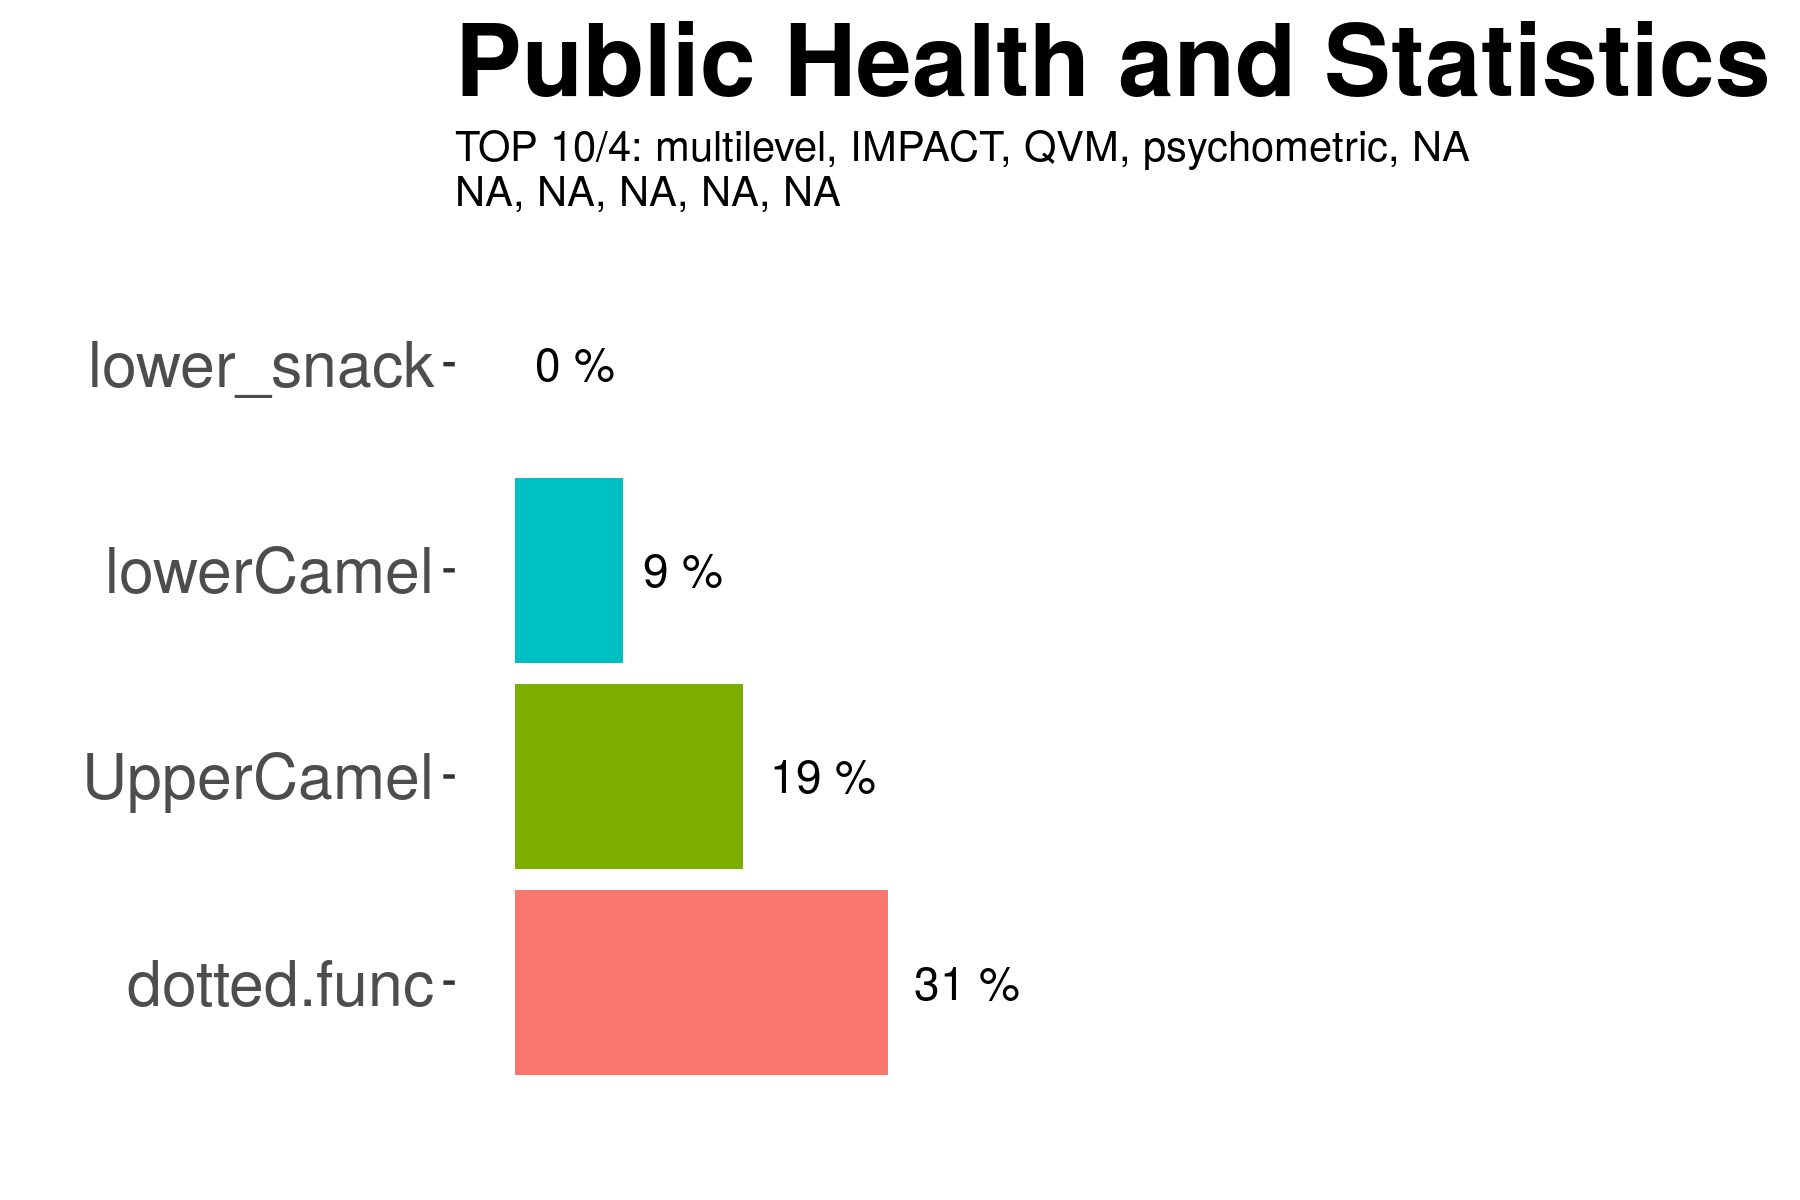 Public Health and Statistics
TOP 10/4: multilevel, IMPACT, QVM, psychometric, NA
NA, NA, NA, NA, NA
lower_snack
0 %
lowerCamel
9 %
UpperCamel
19 %
dotted.func
31 %